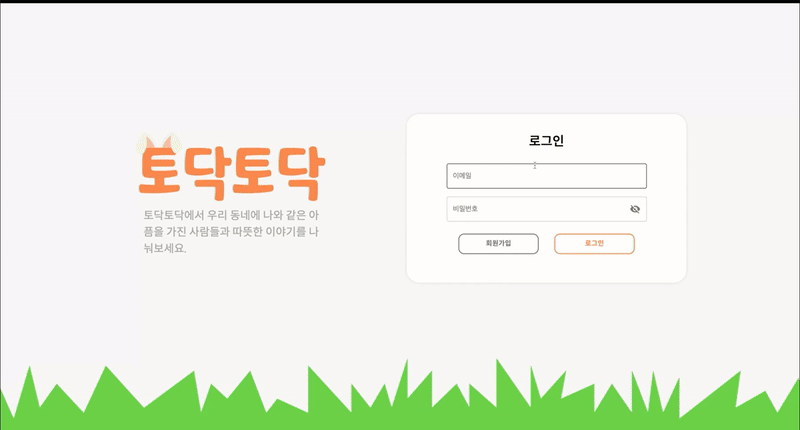 토닥토닥
토닥토닥에서 우리 동네에 나와 같은 아
픔을 가진 사람들과 따뜻한 이야기를 나
눠보세요.
로그인
이메일
비밀번호
회원가입
로그인